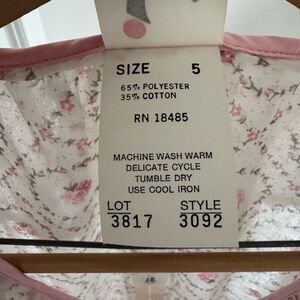 SIZE 5
65% POLYESTER
35% COTTON
RN 18485
MACHINE WASH WARM
DELICATE CYCLE
TUMBLE DRY
USE COOL IRON
LOT STYLE
3817 3092